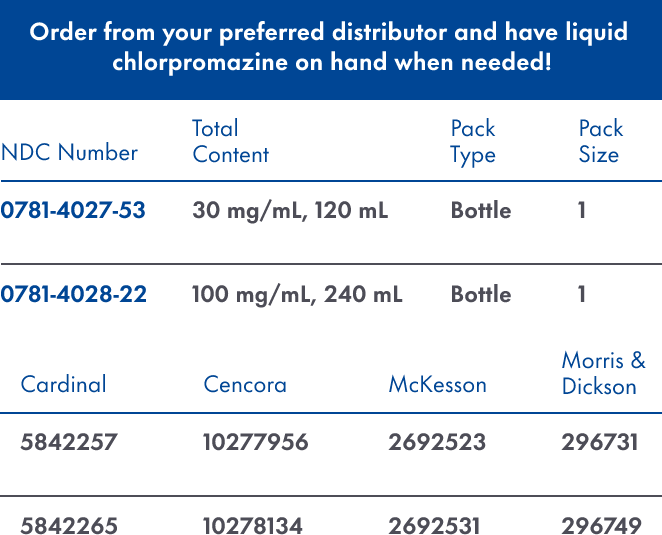 Order from your preferred distributor and have liquid
chlorpromazine on hand when needed!
NDC Number Total Content Pack Type Pack Size
0781-4027-53 30 mg/mL, 120 mL Bottle 1
0781-4028-22 100 mg/mL, 240 mL Bottle 1
Cardinal Cencora McKesson Morris & Dickson
5842257 10277956 2692523 296731
5842265 10278134 2692531 296749